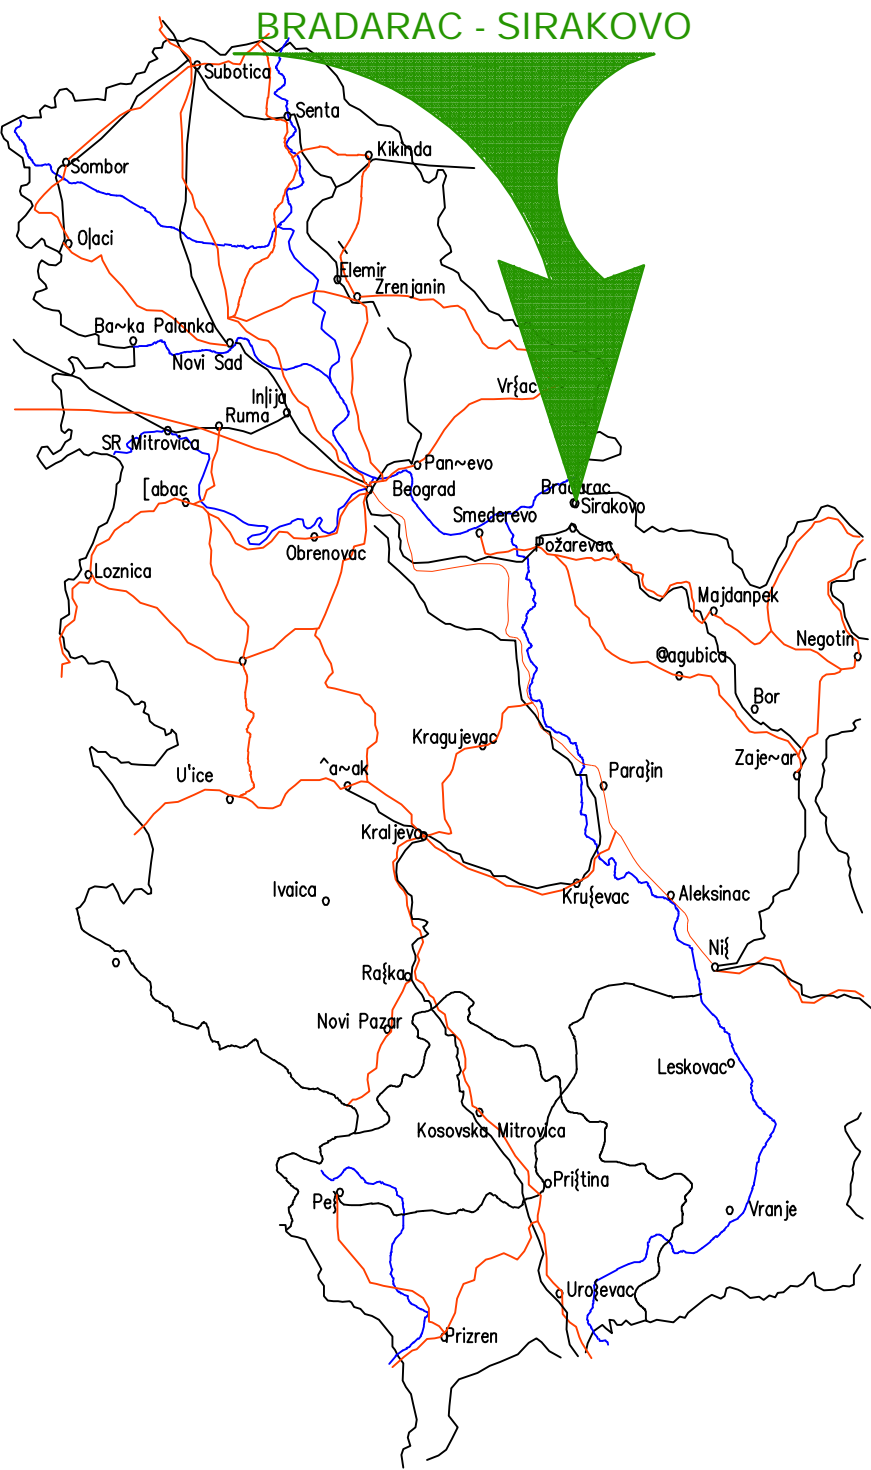 BRADARAC - SIRAKOVO
Subotica
Senta
Kikinda
Sombor
O|aci
Elemir
Zrenjanin
Ba~ka Palanka
Novi Sad
Vr{ac
In|ija
Ruma
SR Mitrovica
Pan~evo
[abac
Beograd
Bradarac
Sirakovo
Smederevo
Obrenovac
Požarevac
Loznica
Majdanpek
Negotin
@agubica
Bor
Kragujevac
Zaje~ar
U`ice
^a~ak
Para}in
Kraljevo
Ivaica
Kru{evac
Aleksinac
Ni{
Ra{ka
Novi Pazar
Leskovac
Kosovska Mitrovica
Pri{tina
Pe}
Vranje
Uro{evac
Prizren